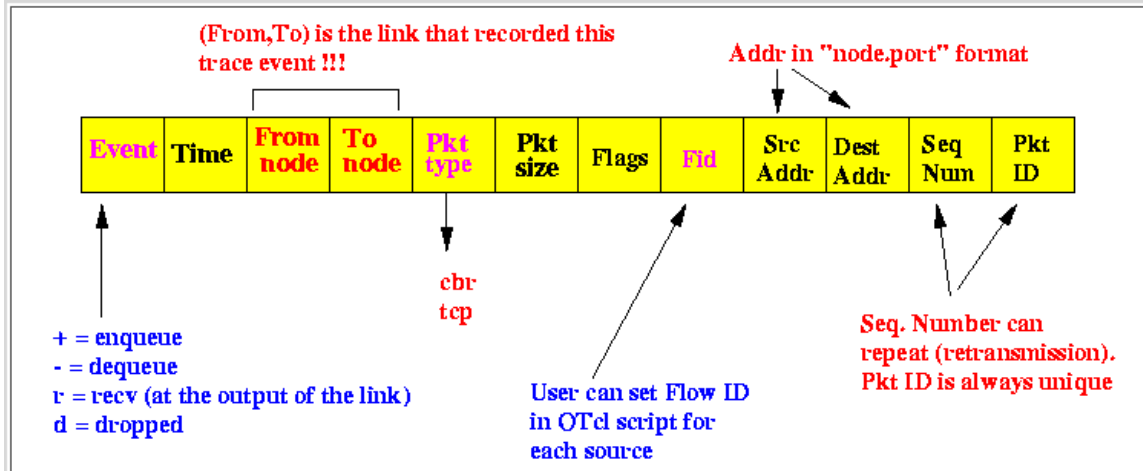 (From,To) is the link that recorded this
trace event !!!
Addr in "node.port" format
Event
Time
From
node
To
node
Pkt
type
Pkt
size
Flags
Fid
Src
Addr
Dest
Addr
Seq
Num
Pkt
ID
cbr
tcp
+ = enqueue
- = dequeue
r = recv (at the output of the link)
d = dropped
User can set Flow ID
in OTcl script for
each source
Seq. Number can
repeat (retransmission).
Pkt ID is always unique